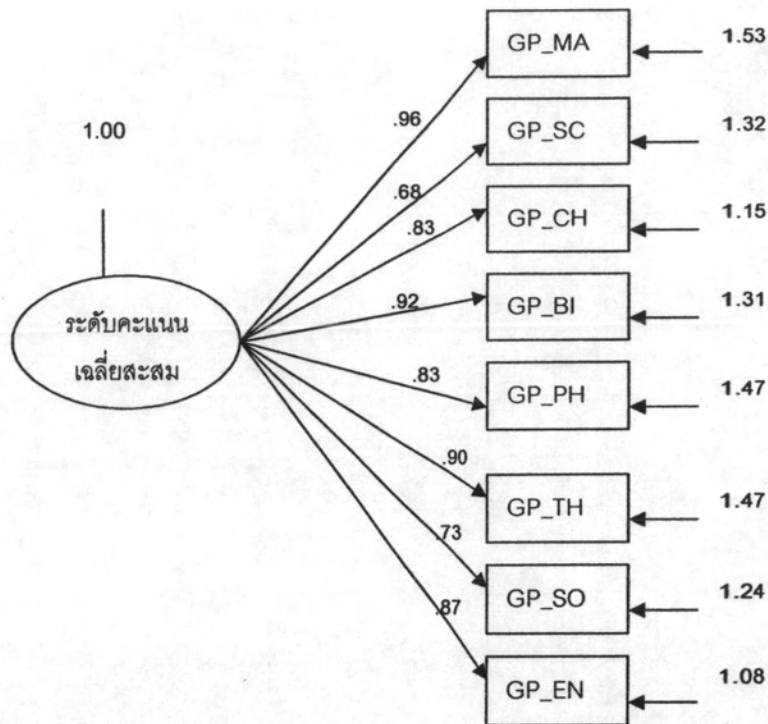 GP_MA
1.53
1.00
.96
GP_SC
1.32
.68
GP_CH
1.15
.83
GP_BI
1.31
.92
ระดับคะแนน
เฉลี่ยสะสม
GP_PH
1.47
.83
GP_TH
1.47
.90
GP_SO
1.24
.73
GP_EN
1.08
.87